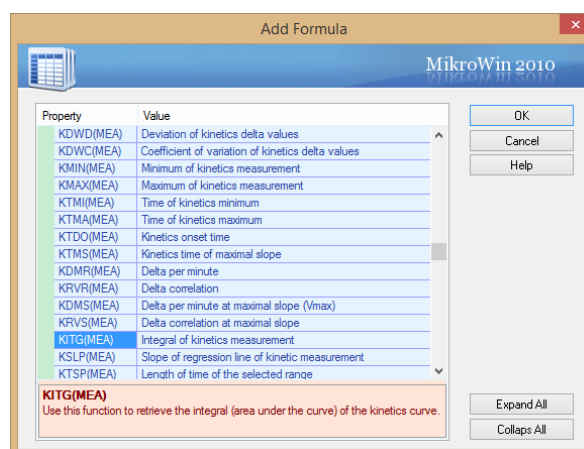 Add Formula
MikroWin 2010
Property Value
KDWD(MEA) Deviation of kinetics delta values
KDWC(MEA) Coefficient of variation of kinetics delta values
KMIN(MEA) Minimum of kinetics measurement
KMAX(MEA) Maximum of kinetics measurement
KTMI(MEA) Time of kinetics minimum
KTMA(MEA) Time of kinetics maximum
KTDO(MEA) Kinetics onset time
KTMS(MEA) Kinetics time of maximal slope
KDMR(MEA) Delta per minute
KRVR(MEA) Delta correlation
KDMS(MEA) Delta per minute at maximal slope (Vmax)
KRVS(MEA) Delta correlation at maximal slope
KITG(MEA) Integral of kinetics measurement
KSLP(MEA) Slope of regression line of kinetic measurement
KTSP(MEA) Length of time of the selected range
KITG(MEA)
Use this function to retrieve the integral (area under the curve) of the kinetics curve.
OK
Cancel
Help
Expand All
Collaps All